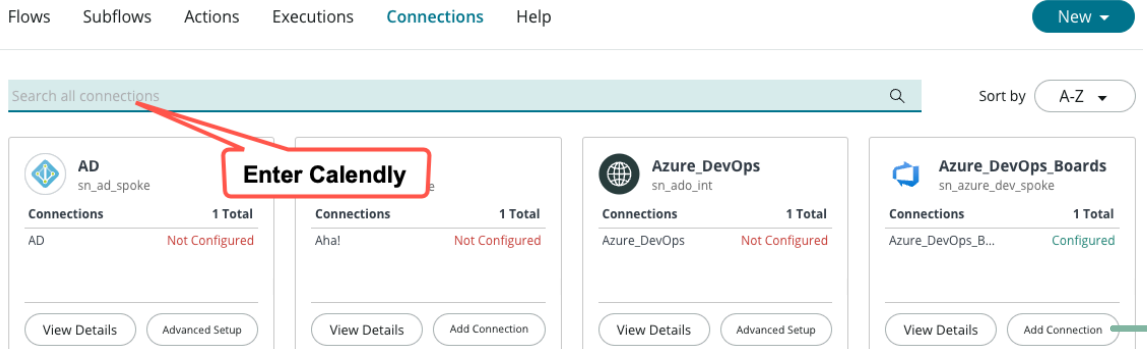 Flows Subflows Actions Executions Connections Help New
Search all connections Sort by A-Z
AD
sn_ad_spoke
Connections 1 Total
AD Not Configured
View Details Advanced Setup
Enter Calendly
Connections 1 Total
Aha! Not Configured
View Details Add Connection
Azure_DevOps
sn_ado_int
Connections 1 Total
Azure_DevOps Not Configured
View Details Advanced Setup
Azure_DevOps_Boards
sn_azure_dev_spoke
Connections 1 Total
Azure_DevOps_B... Configured
View Details Add Connection